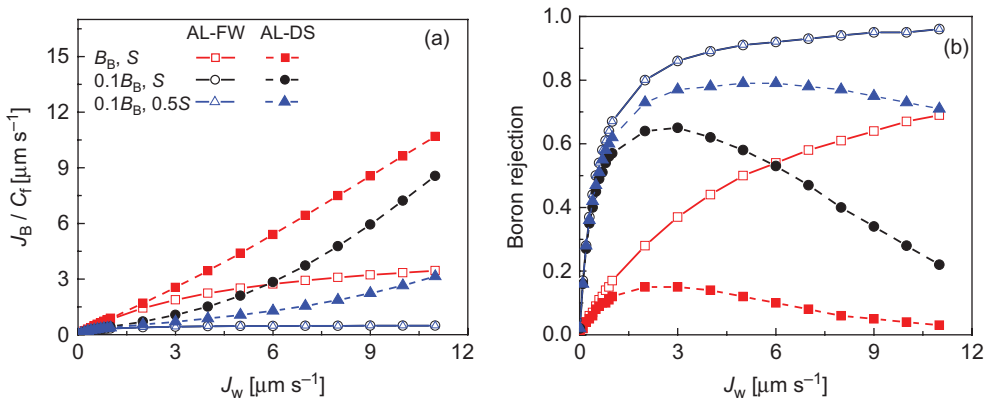 AL-FW AL-DS
(a)
B_B, S
0.1B_B, S
0.1B_B, 0.5S
J_B / C_f [μm s⁻¹]
15
12
9
6
3
0
0 3 6 9 12
J_w [μm s⁻¹]
(b)
Boron rejection
1.0
0.8
0.6
0.4
0.2
0.0
0 3 6 9 12
J_w [μm s⁻¹]